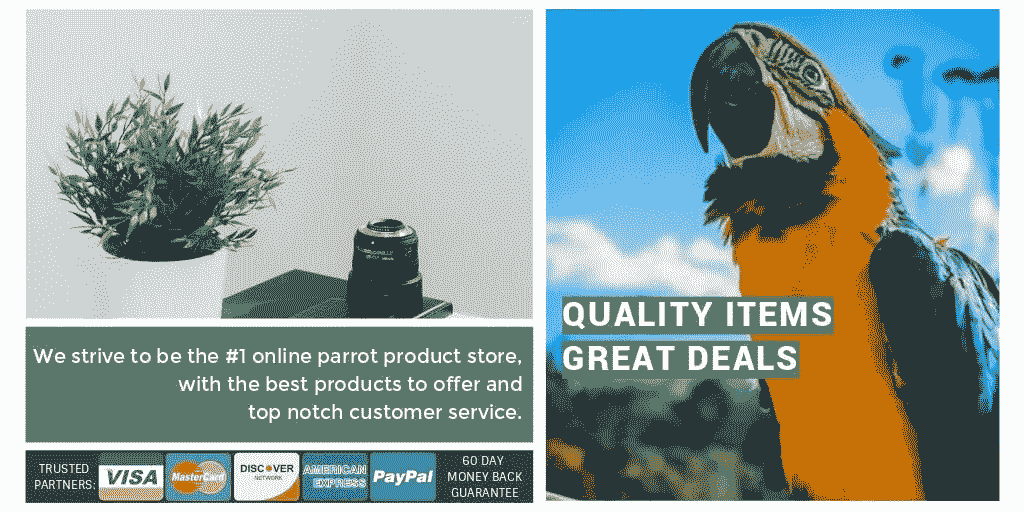 We strive to be the #1 online parrot product store,
with the best products to offer and
top notch customer service.
TRUSTED
PARTNERS:
VISA
MasterCard
DISCOVER
NETWORK
AMERICAN
EXPRESS
PayPal
60 DAY
MONEY BACK
GUARANTEE
QUALITY ITEMS
GREAT DEALS